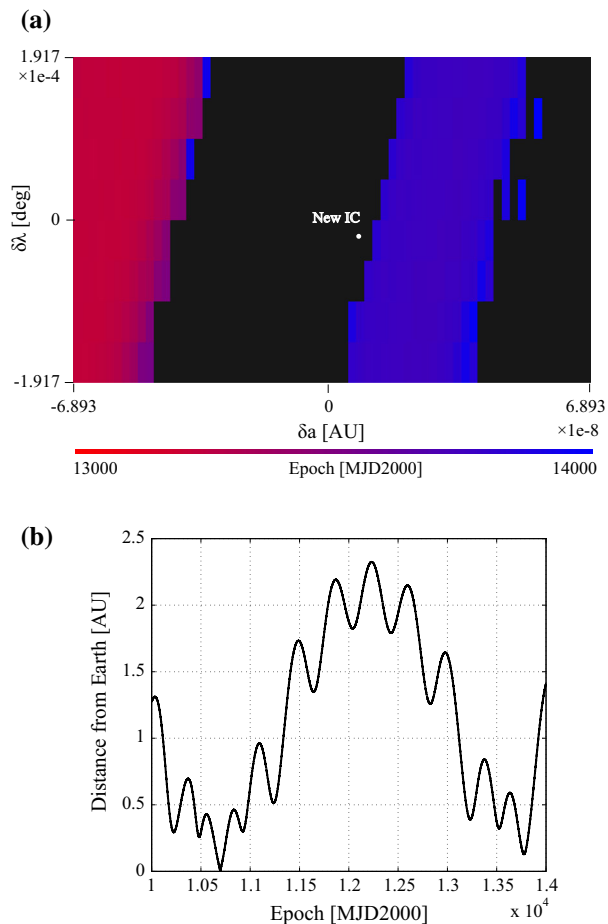 (a)
1.917
×1e-4
δλ [deg]
0
New IC
-1.917
-6.893
0
6.893
δa [AU]
×1e-8
13000
Epoch [MJD2000]
14000
(b)
2.5
2
1.5
1
0.5
0
Distance from Earth [AU]
1
1.05
1.1
1.15
1.2
1.25
1.3
1.35
1.4
Epoch [MJD2000]
x 10^4